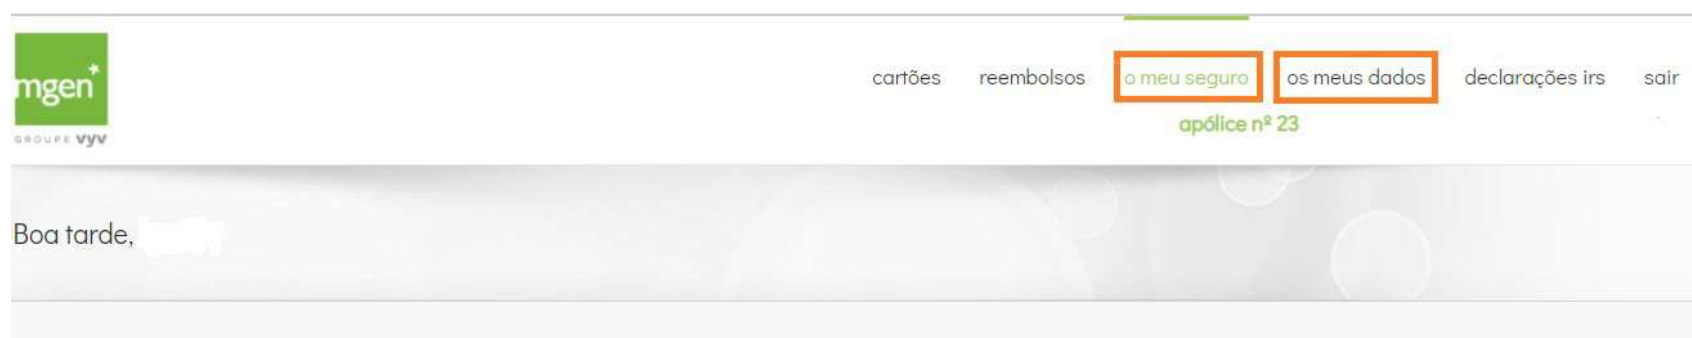 mgen*
GROUPE vyv
cartões reembolsos o meu seguro os meus dados declarações irs sair
apólice nº 23
Boa tarde,